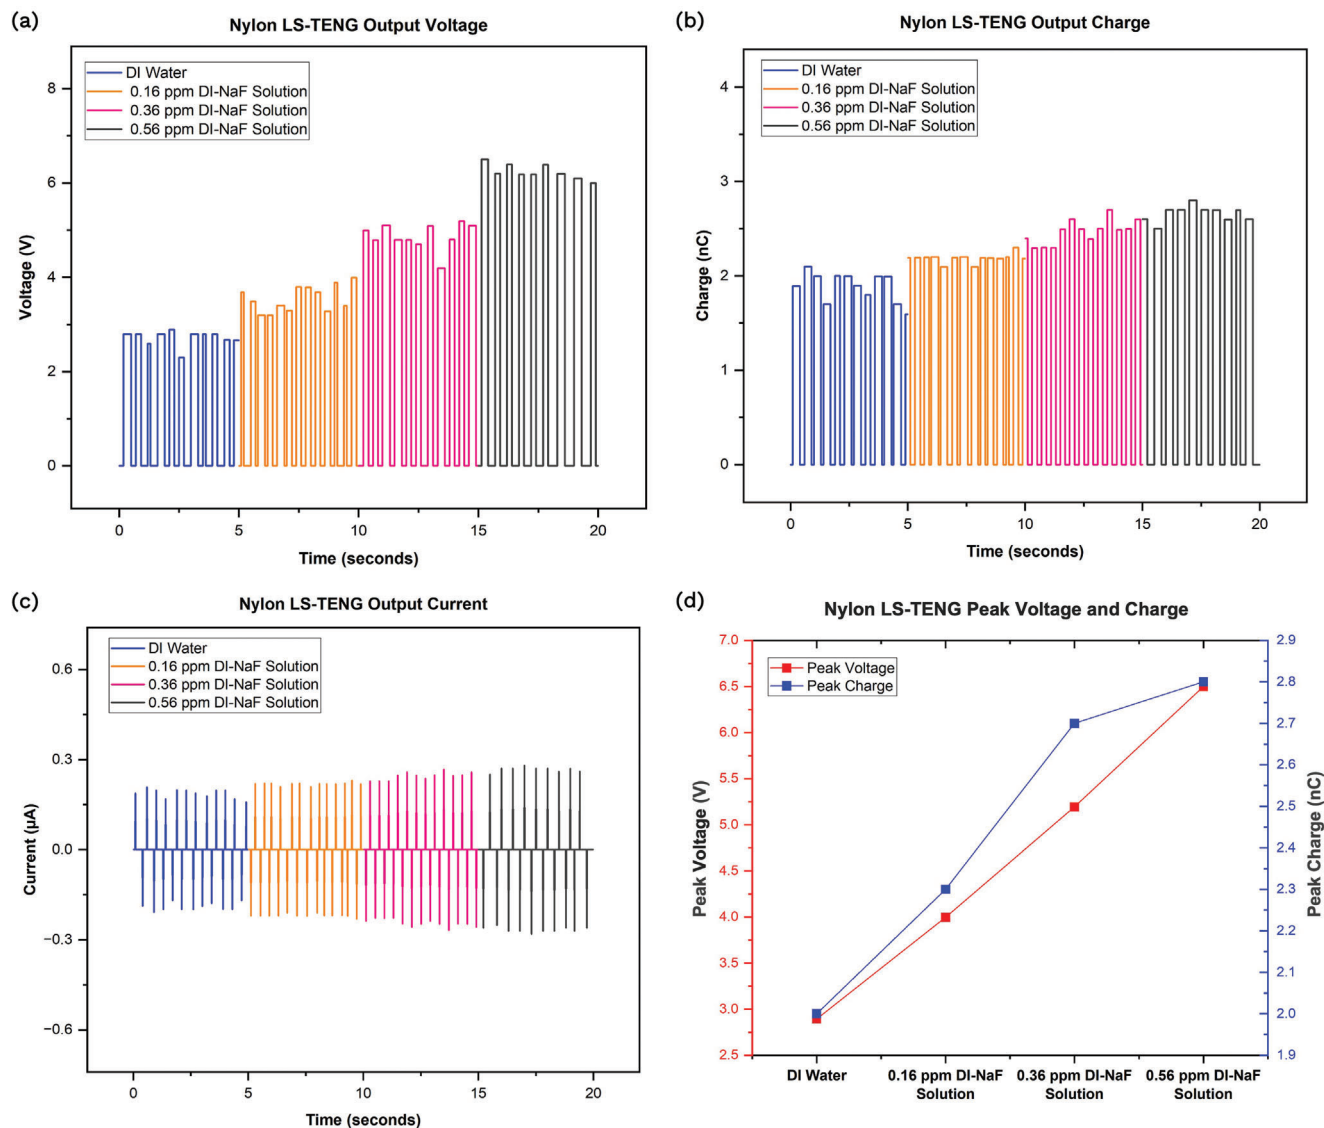 (a)
Nylon LS-TENG Output Voltage
DI Water
0.16 ppm DI-NaF Solution
0.36 ppm DI-NaF Solution
0.56 ppm DI-NaF Solution
8
6
4
2
0
Voltage (V)
0 5 10 15 20
Time (seconds)
(b)
Nylon LS-TENG Output Charge
DI Water
0.16 ppm DI-NaF Solution
0.36 ppm DI-NaF Solution
0.56 ppm DI-NaF Solution
4
3
2
1
0
Charge (nC)
0 5 10 15 20
Time (seconds)
(c)
Nylon LS-TENG Output Current
DI Water
0.16 ppm DI-NaF Solution
0.36 ppm DI-NaF Solution
0.56 ppm DI-NaF Solution
0.6
0.3
0.0
−0.3
−0.6
Current (μA)
0 5 10 15 20
Time (seconds)
(d)
Nylon LS-TENG Peak Voltage and Charge
Peak Voltage
Peak Charge
7.0
6.5
6.0
5.5
5.0
4.5
4.0
3.5
3.0
2.5
Peak Voltage (V)
2.9
2.8
2.7
2.6
2.5
2.4
2.3
2.2
2.1
2.0
1.9
Peak Charge (nC)
DI Water
0.16 ppm DI-NaF
Solution
0.36 ppm DI-NaF
Solution
0.56 ppm DI-NaF
Solution